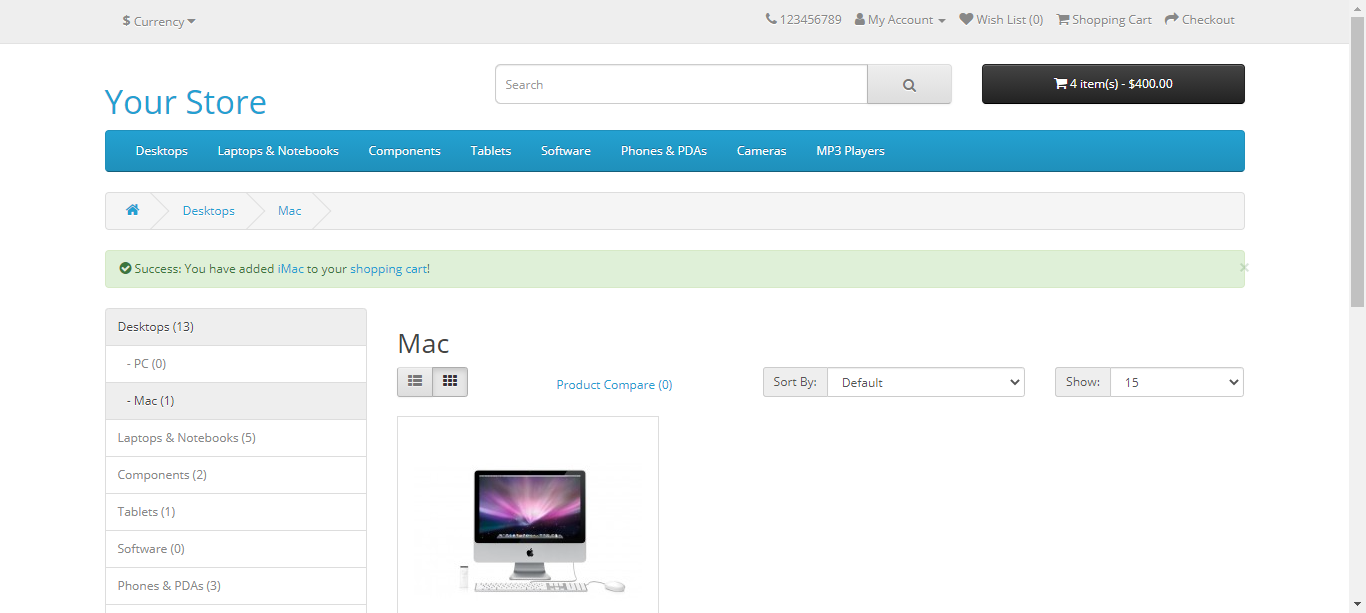 $ Currency
123456789 My Account Wish List (0) Shopping Cart Checkout
Your Store
Search
4 item(s) - $400.00
Desktops Laptops & Notebooks Components Tablets Software Phones & PDAs Cameras MP3 Players
Desktops Mac
Success: You have added iMac to your shopping cart!
×
Desktops (13)
- PC (0)
- Mac (1)
Laptops & Notebooks (5)
Components (2)
Tablets (1)
Software (0)
Phones & PDAs (3)
Mac
Product Compare (0)
Sort By: Default
Show: 15